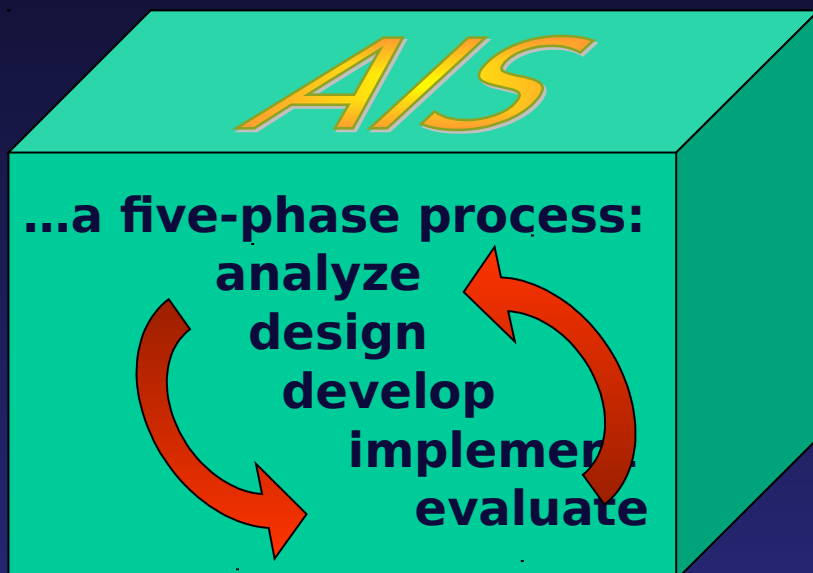 AIS
…a five-phase process:
analyze
design
develop
implement
evaluate